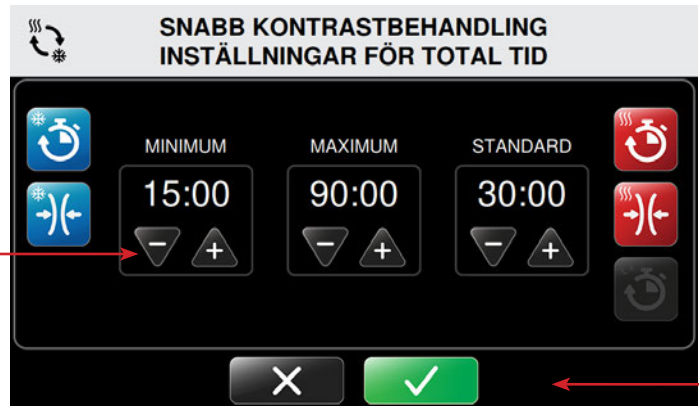 SNABB KONTRASTBEHANDLING
INSTÄLLNINGAR FÖR TOTAL TID
MINIMUM MAXIMUM STANDARD
15:00 90:00 30:00